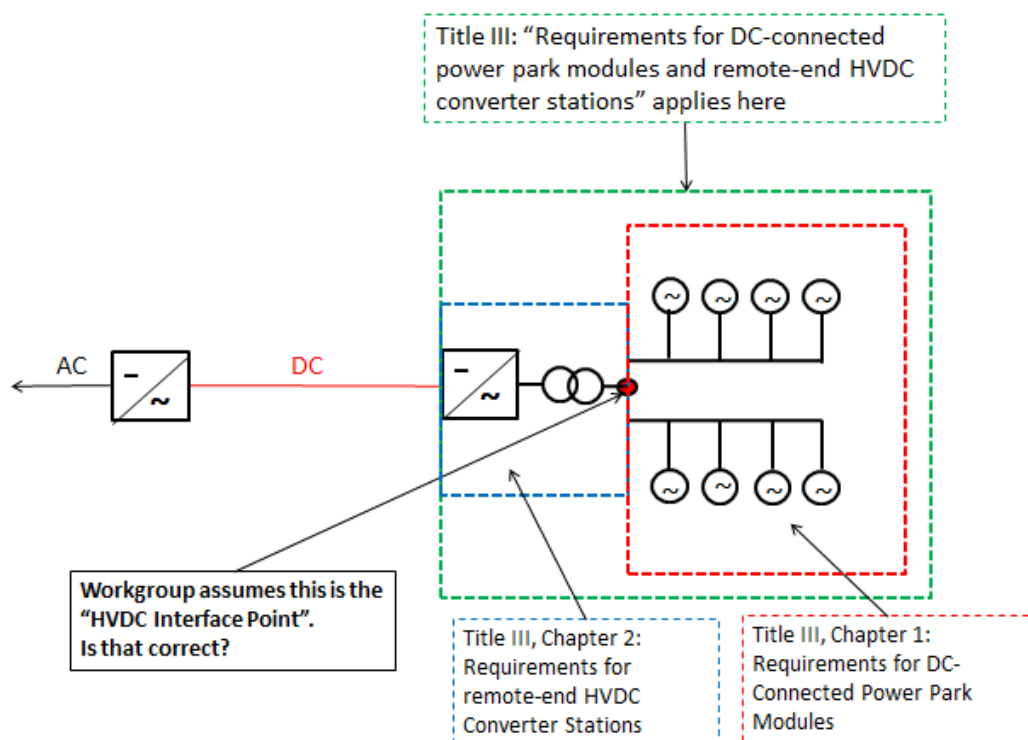 Title III: “Requirements for DC-connected
power park modules and remote-end HVDC
converter stations” applies here
AC
–
~
DC
–
~
~ ~ ~ ~
~ ~ ~ ~
Workgroup assumes this is the
“HVDC Interface Point”.
Is that correct?
Title III, Chapter 2:
Requirements for
remote-end HVDC
Converter Stations
Title III, Chapter 1:
Requirements for DC-
Connected Power Park
Modules